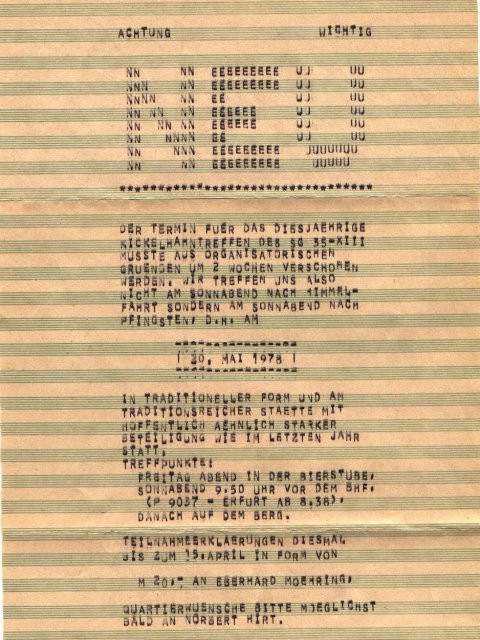 ACHTUNG WICHTIG
NN NN EEEEEEEEE UU UU
NNN NN EEEEEEEEE UU UU
NNNN NN EE UU UU
NN NN NN EEEEEE UU UU
NN NN NN EEEEEE UU UU
NN NNNN EE UU UU
NN NNN EEEEEEEEE UUUUUUU
NN NN EEEEEEEEE UUUUU
******************************************
DER TERMIN FUER DAS DIESJAEHRIGE
KICKELHAHNTREFFEN DES SG 35-XIII
MUSSTE AUS ORGANISATORISCHEN
GRUENDEN UM 2 WOCHEN VERSCHOBEN
WERDEN. WIR TREFFEN UNS ALSO
NICHT AM SONNABEND NACH HIMMEL=
FAHRT SONDERN AM SONNABEND NACH
PFINGSTEN, D.H. AM
| 20. MAI 1978 |
IN TRADITIONELLER FORM UND AN
TRADITIONSREICHER STAETTE MIT
HOFFENTLICH AEHNLICH STARKER
BETEILIGUNG WIE IM LETZTEN JAHR
STATT.
TREFFPUNKTE:
FREITAG ABEND IN DER BIERSTUBE,
SONNABEND 9.50 UHR VOR DEM BHF.
(P 9037 - ERFURT AB 8.38),
DANACH AUF DEM BERG.
TEILNAHMEERKLAERUNGEN DIESMAL
BIS ZUM 15.APRIL IN FORM VON
M 20,- AN EBERHARD MOEHRING,
QUARTIERWUENSCHE BITTE MOEGLICHST
BALD AN NORBERT HIRT.